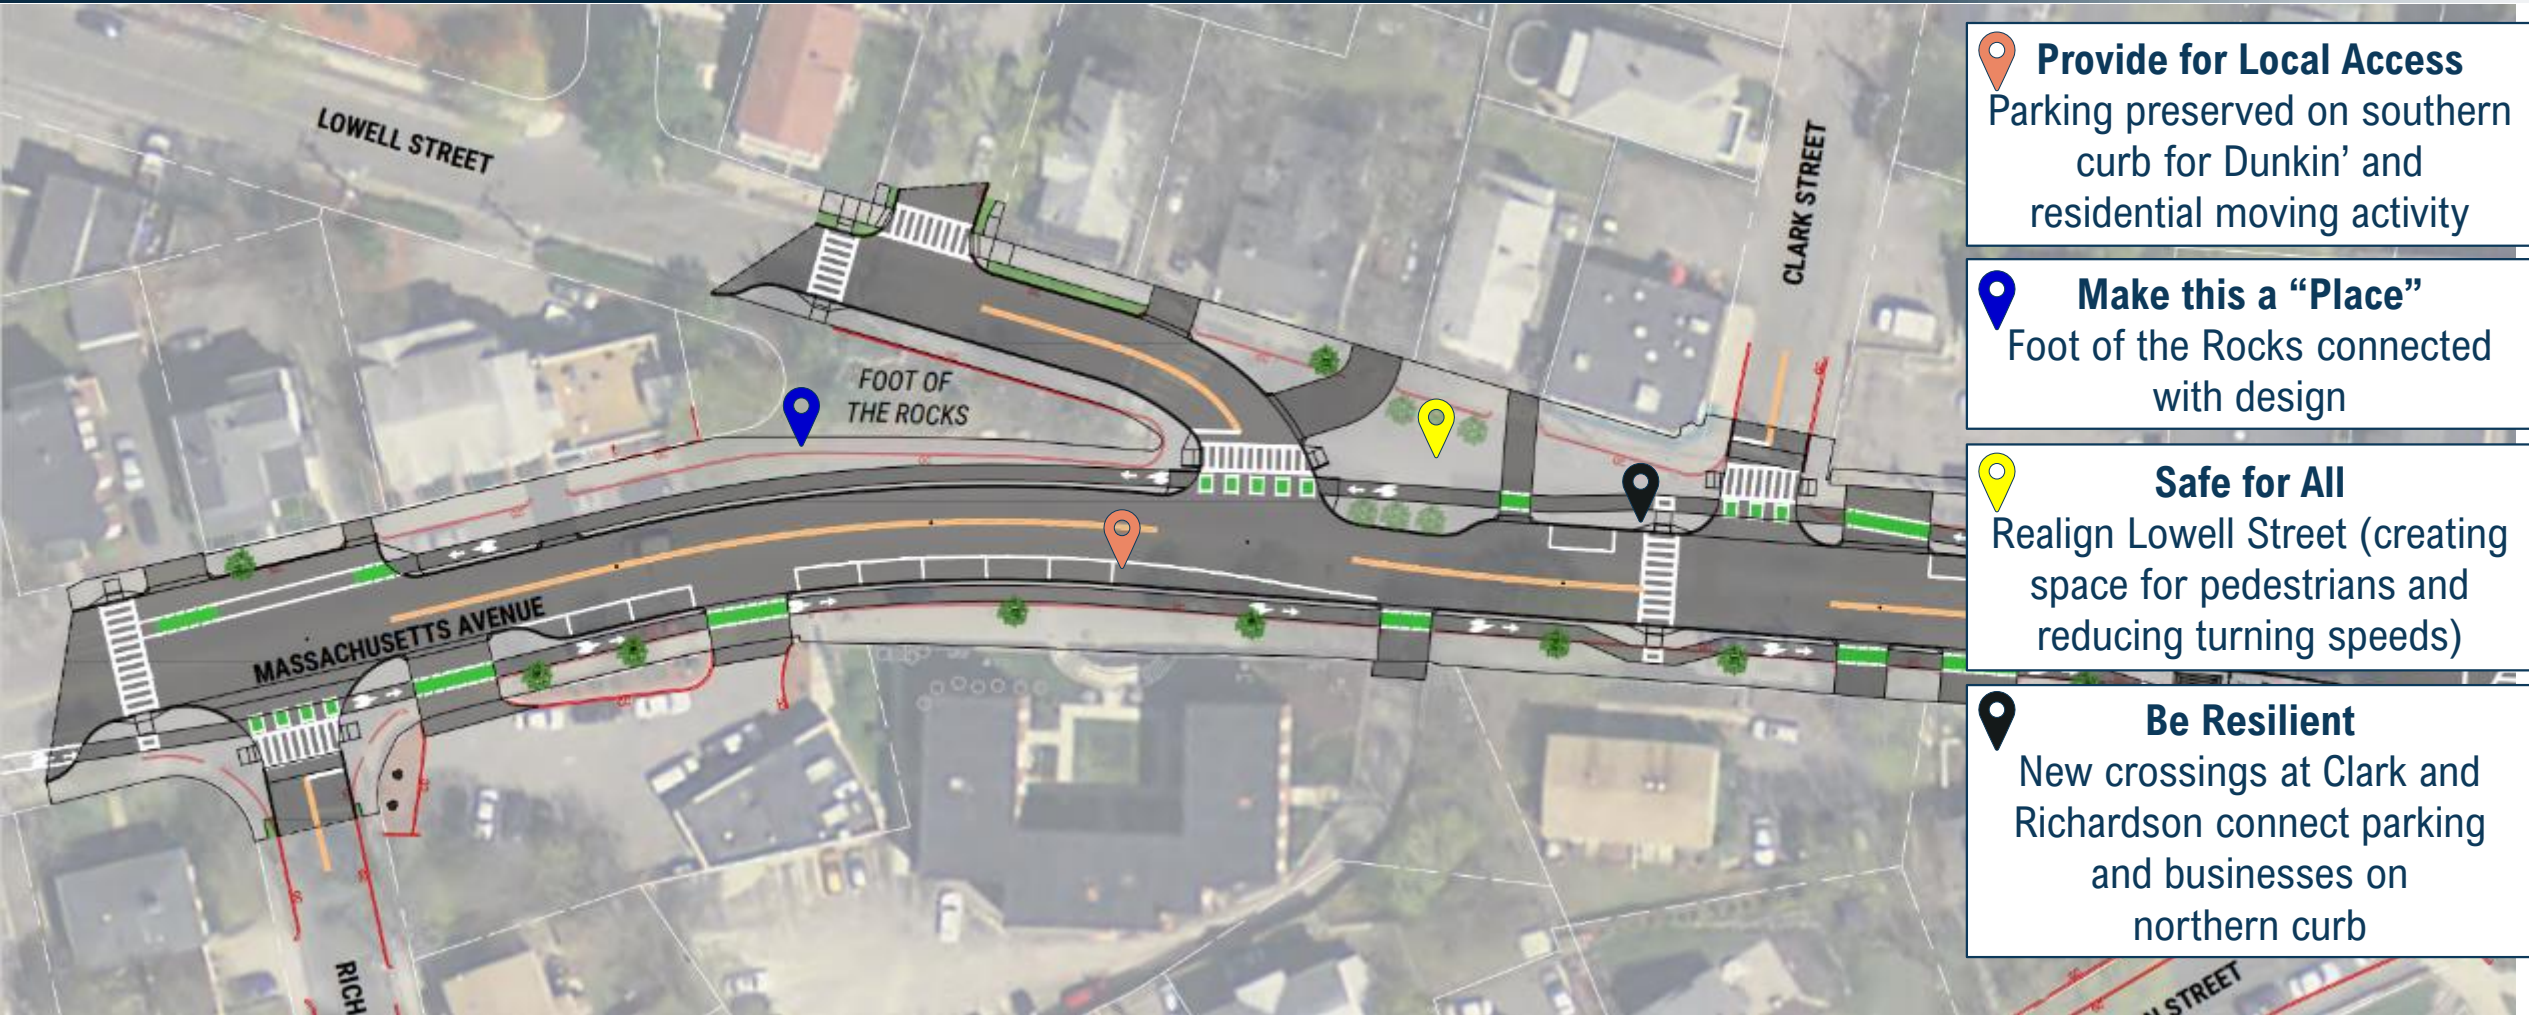 LOWELL STREET
CLARK STREET
FOOT OF
THE ROCKS
MASSACHUSETTS AVENUE
RICH
N STREET
Provide for Local Access
Parking preserved on southern
curb for Dunkin’ and
residential moving activity
Make this a “Place”
Foot of the Rocks connected
with design
Safe for All
Realign Lowell Street (creating
space for pedestrians and
reducing turning speeds)
Be Resilient
New crossings at Clark and
Richardson connect parking
and businesses on
northern curb